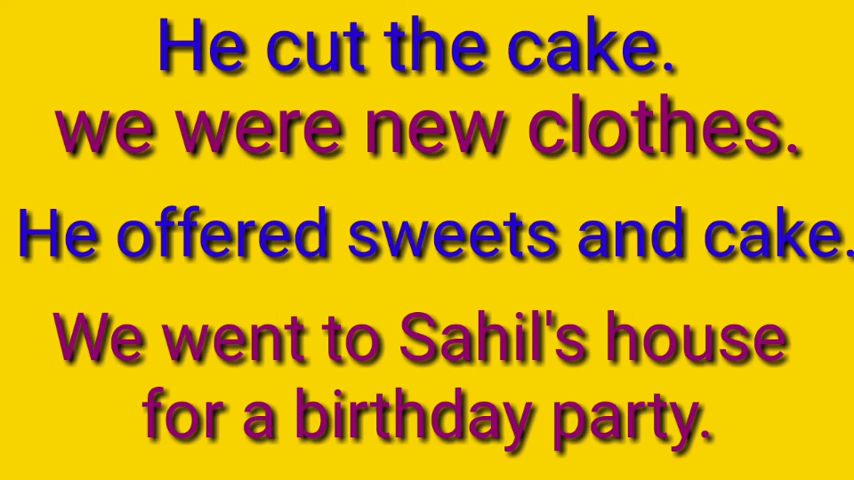 He cut the cake.
we were new clothes.
He offered sweets and cake.
We went to Sahil's house
for a birthday party.